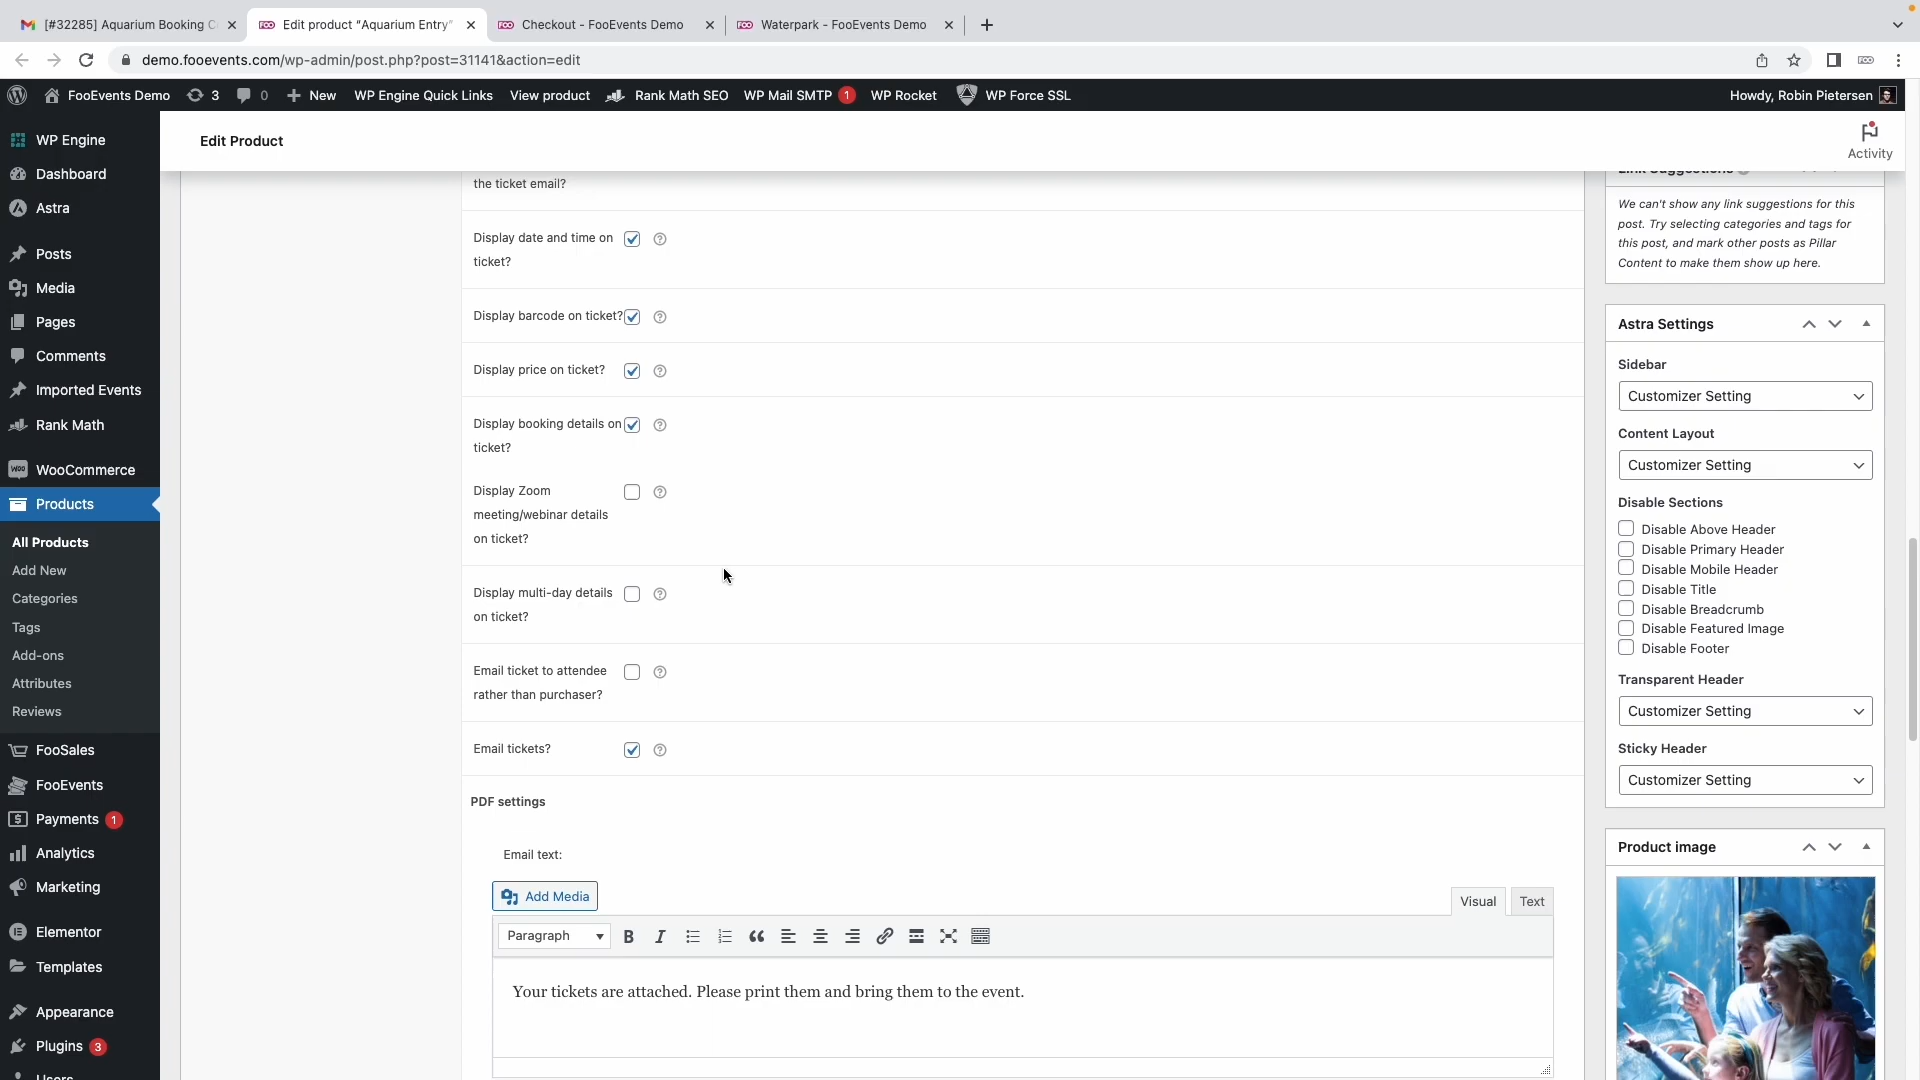 [#32285] Aquarium Booking C
Edit product “Aquarium Entry”
Checkout - FooEvents Demo
Waterpark - FooEvents Demo
demo.fooevents.com/wp-admin/post.php?post=31141&action=edit
FooEvents Demo 3 0 New WP Engine Quick Links View product Rank Math SEO WP Mail SMTP 1 WP Rocket WP Force SSL
Howdy, Robin Pietersen
WP Engine
Dashboard
Astra
Posts
Media
Pages
Comments
Imported Events
Rank Math
WooCommerce
Products
All Products
Add New
Categories
Tags
Add-ons
Attributes
Reviews
FooSales
FooEvents
Payments 1
Analytics
Marketing
Elementor
Templates
Appearance
Plugins 3
Users
Edit Product
Activity
the ticket email?
Display date and time on
ticket?
Display barcode on ticket?
Display price on ticket?
Display booking details on
ticket?
Display Zoom
meeting/webinar details
on ticket?
Display multi-day details
on ticket?
Email ticket to attendee
rather than purchaser?
Email tickets?
PDF settings
Email text:
Add Media
Visual Text
Paragraph
Your tickets are attached. Please print them and bring them to the event.
Link Suggestions
We can't show any link suggestions for this
post. Try selecting categories and tags for
this post, and mark other posts as Pillar
Content to make them show up here.
Astra Settings
Sidebar
Customizer Setting
Content Layout
Customizer Setting
Disable Sections
Disable Above Header
Disable Primary Header
Disable Mobile Header
Disable Title
Disable Breadcrumb
Disable Featured Image
Disable Footer
Transparent Header
Customizer Setting
Sticky Header
Customizer Setting
Product image